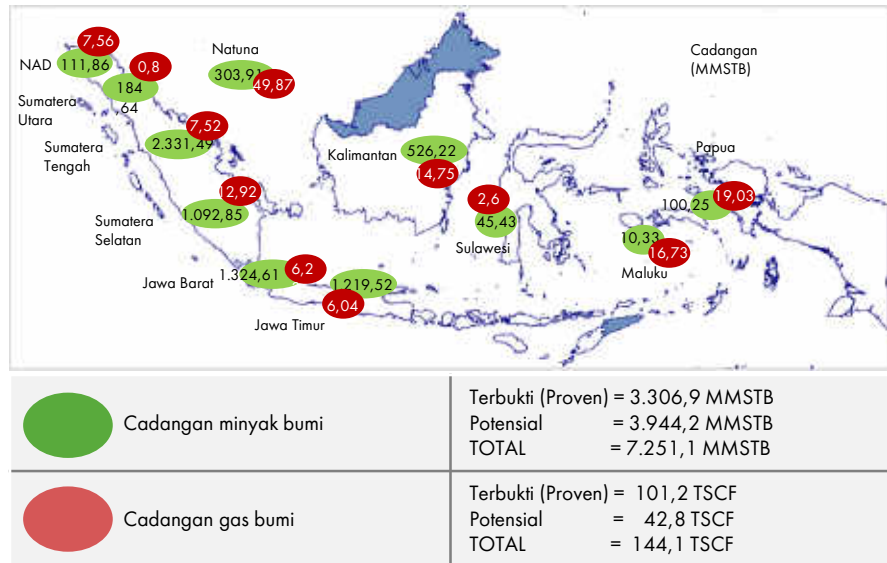 7,56
NAD
111,86
0,8
184
64
Sumatera
Utara
Natuna
303,91
49,87
Cadangan
(MMSTB)
7,52
2.331,49
Sumatera
Tengah
Kalimantan
526,22
14,75
Papua
19,03
100,25
12,92
1.092,85
Sumatera
Selatan
2,6
45,43
Sulawesi
10,33
16,73
Maluku
Jawa Barat
1.324,61
6,2
1.219,52
6,04
Jawa Timur
Cadangan minyak bumi
Terbukti (Proven) = 3.306,9 MMSTB
Potensial = 3.944,2 MMSTB
TOTAL = 7.251,1 MMSTB
Cadangan gas bumi
Terbukti (Proven) = 101,2 TSCF
Potensial = 42,8 TSCF
TOTAL = 144,1 TSCF